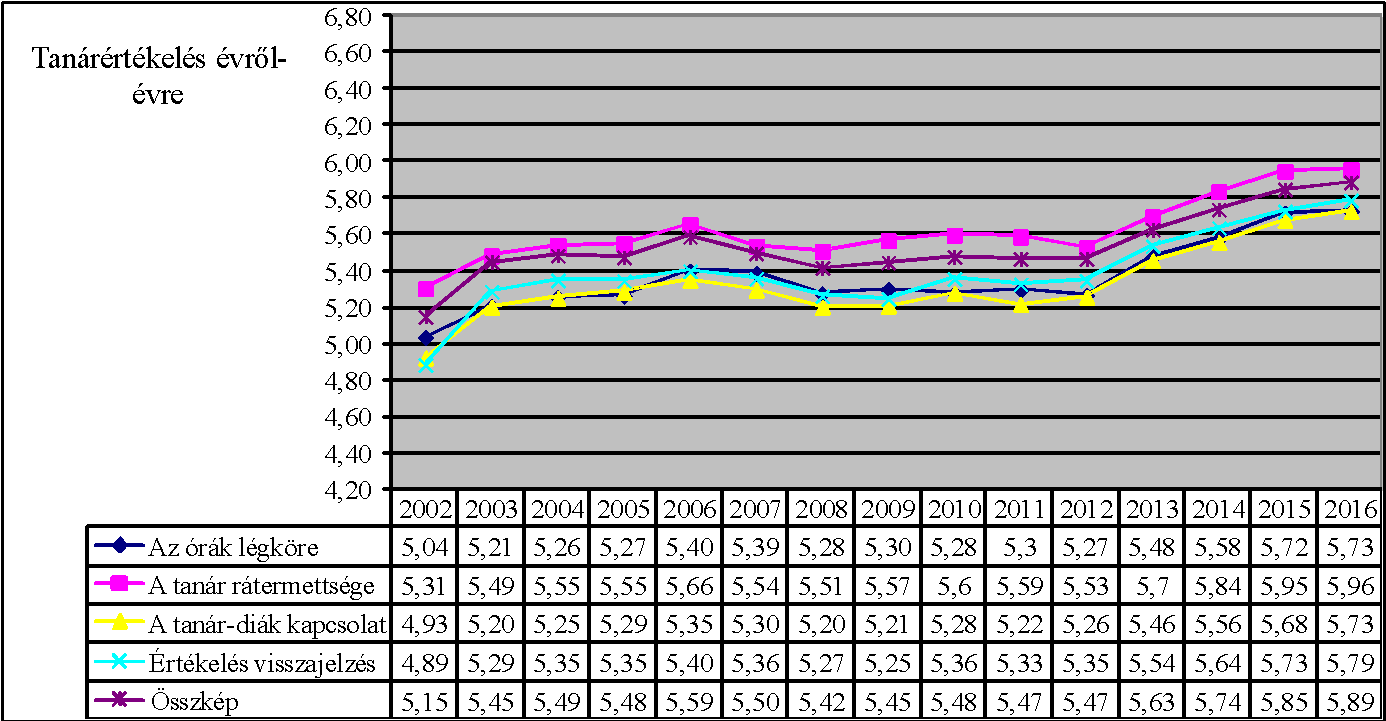 Tanárértékelés évről-
évre
6,80
6,60
6,40
6,20
6,00
5,80
5,60
5,40
5,20
5,00
4,80
4,60
4,40
4,20
2002 2003 2004 2005 2006 2007 2008 2009 2010 2011 2012 2013 2014 2015 2016
Az órák légköre 5,04 5,21 5,26 5,27 5,40 5,39 5,28 5,30 5,28 5,3 5,27 5,48 5,58 5,72 5,73
A tanár rátermettsége 5,31 5,49 5,55 5,55 5,66 5,54 5,51 5,57 5,6 5,59 5,53 5,7 5,84 5,95 5,96
A tanár-diák kapcsolat 4,93 5,20 5,25 5,29 5,35 5,30 5,20 5,21 5,28 5,22 5,26 5,46 5,56 5,68 5,73
Értékelés visszajelzés 4,89 5,29 5,35 5,35 5,40 5,36 5,27 5,25 5,36 5,33 5,35 5,54 5,64 5,73 5,79
Összkép 5,15 5,45 5,49 5,48 5,59 5,50 5,42 5,45 5,48 5,47 5,47 5,63 5,74 5,85 5,89